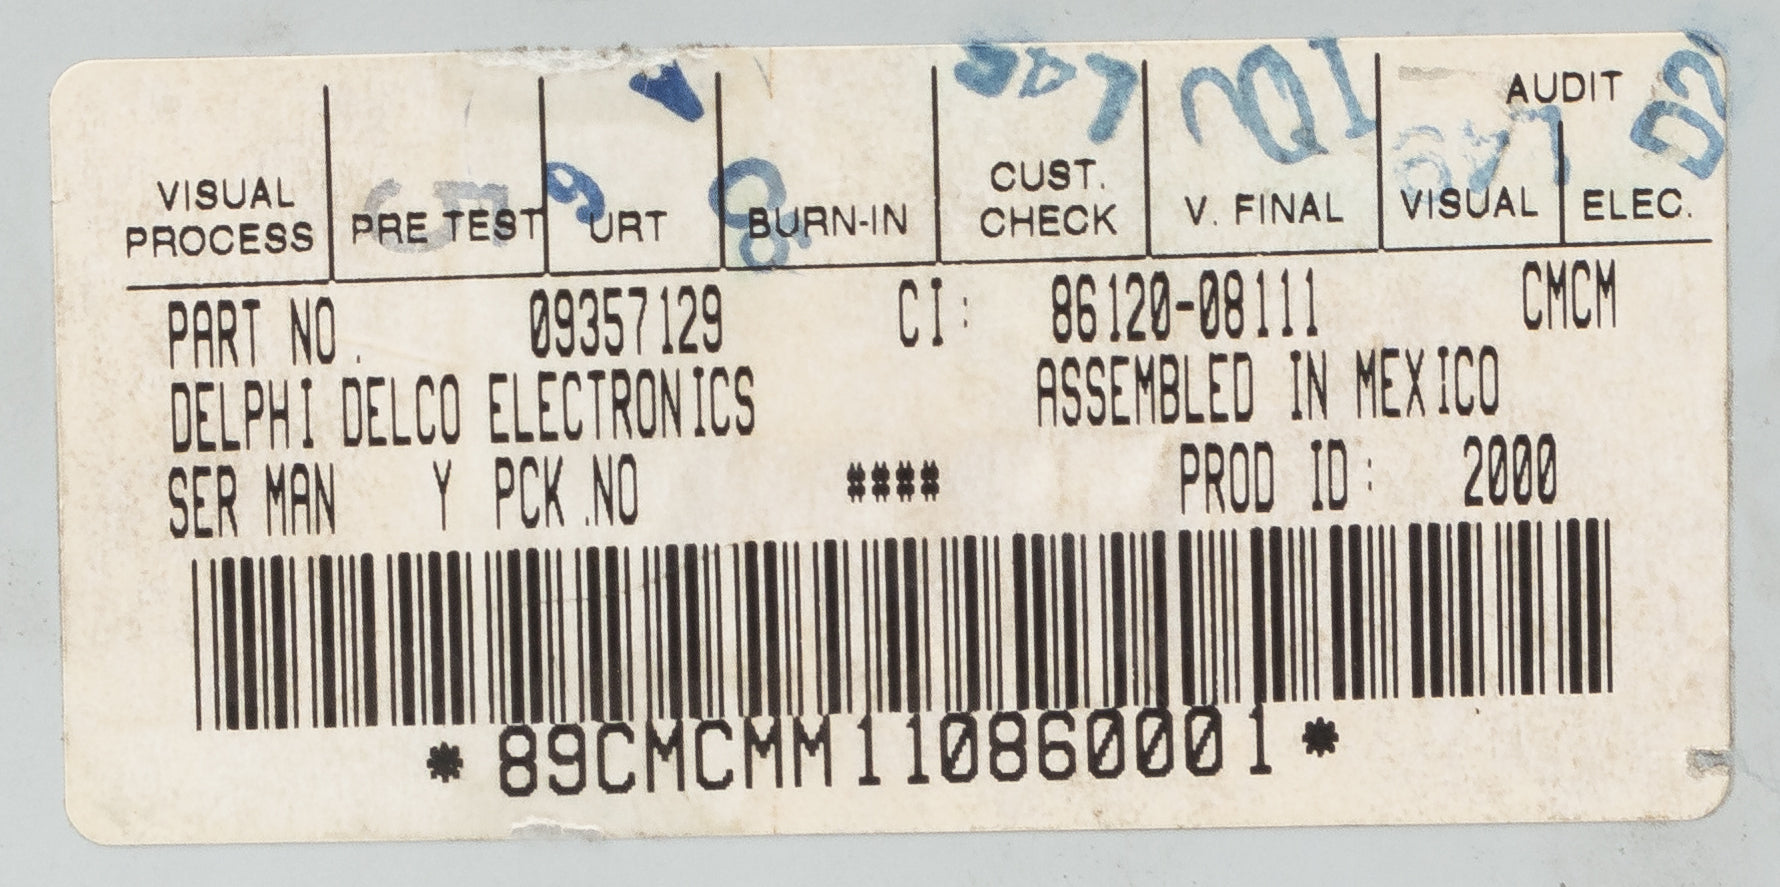 AUDIT
VISUAL PROCESS PRE TEST URT BURN-IN CUST. CHECK V. FINAL VISUAL ELEC.
PART NO. 09357129 CI: 86120-08111 CMCM
DELPHI DELCO ELECTRONICS ASSEMBLED IN MEXICO
SER MAN Y PCK.NO #### PROD ID: 2000
*89CMCMM110860001*